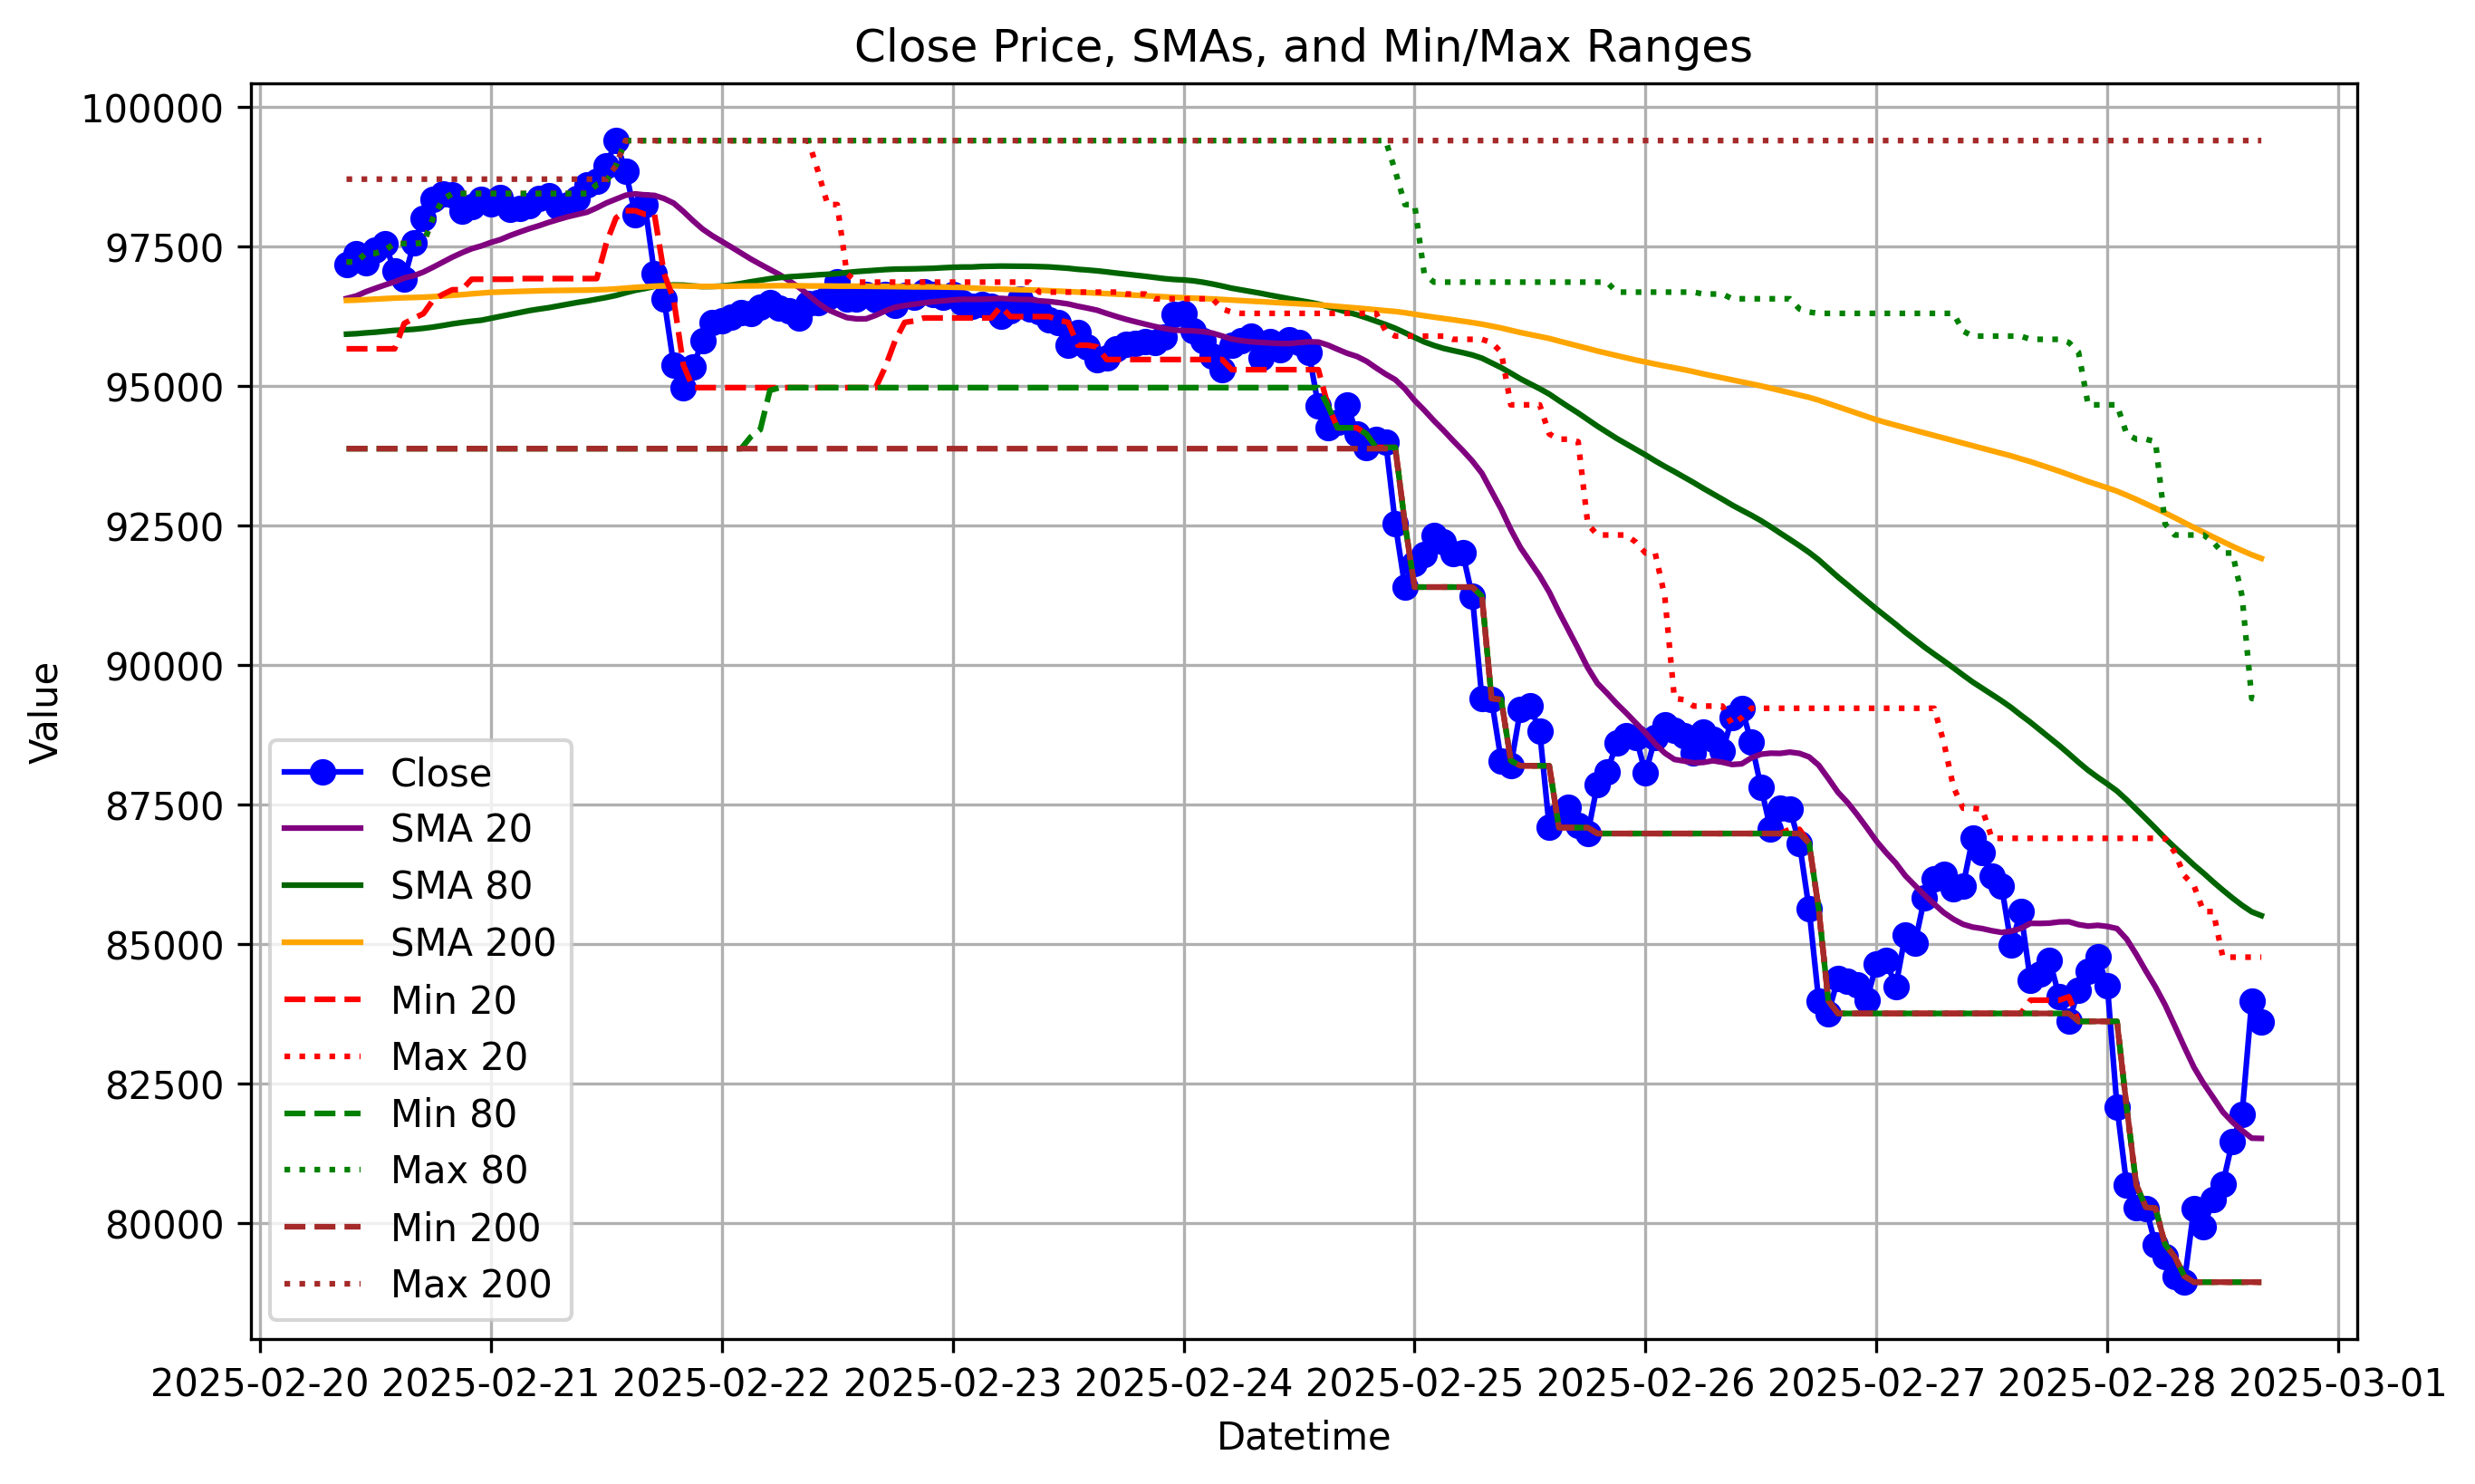 Close Price, SMAs, and Min/Max Ranges
100000
97500
95000
92500
90000
87500
85000
82500
80000
Value
Close
SMA 20
SMA 80
SMA 200
Min 20
Max 20
Min 80
Max 80
Min 200
Max 200
2025-02-20 2025-02-21 2025-02-22 2025-02-23 2025-02-24 2025-02-25 2025-02-26 2025-02-27 2025-02-28 2025-03-01
Datetime